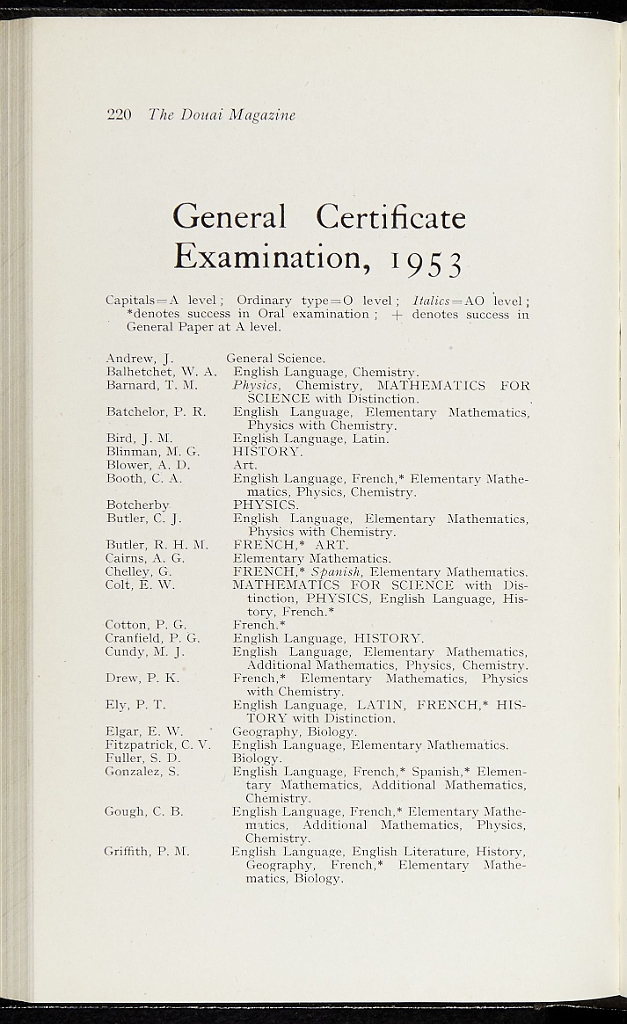 220 The Douai Magazine
General Certificate
Examination, 1953
Capitals=A level; Ordinary type=O level; Italics=AO level;
*denotes success in Oral examination; + denotes success in
General Paper at A level.
Andrew, J. General Science.
Balhetchet, W. A. English Language, Chemistry.
Barnard, T. M. Physics, Chemistry, MATHEMATICS FOR
SCIENCE with Distinction.
Batchelor, P. R. English Language, Elementary Mathematics,
Physics with Chemistry.
Bird, J. M. English Language, Latin.
Blinman, M. G. HISTORY.
Blower, A. D. Art.
Booth, C. A. English Language, French,* Elementary Mathe-
matics, Physics, Chemistry.
Botcherby PHYSICS.
Butler, C. J. English Language, Elementary Mathematics,
Physics with Chemistry.
Butler, R. H. M. FRENCH,* ART.
Cairns, A. G. Elementary Mathematics.
Chelley, G. FRENCH,* Spanish, Elementary Mathematics.
Colt, E. W. MATHEMATICS FOR SCIENCE with Dis-
tinction, PHYSICS, English Language, His-
tory, French.*
Cotton, P. G. French.*
Cranfield, P. G. English Language, HISTORY.
Cundy, M. J. English Language, Elementary Mathematics,
Additional Mathematics, Physics, Chemistry.
Drew, P. K. French,* Elementary Mathematics, Physics
with Chemistry.
Ely, P. T. English Language, LATIN, FRENCH,* HIS-
TORY with Distinction.
Elgar, E. W. Geography, Biology.
Fitzpatrick, C. V. English Language, Elementary Mathematics.
Fuller, S. D. Biology.
Gonzalez, S. English Language, French,* Spanish,* Elemen-
tary Mathematics, Additional Mathematics,
Chemistry.
Gough, C. B. English Language, French,* Elementary Mathe-
matics, Additional Mathematics, Physics,
Chemistry.
Griffith, P. M. English Language, English Literature, History,
Geography, French,* Elementary Mathe-
matics, Biology.